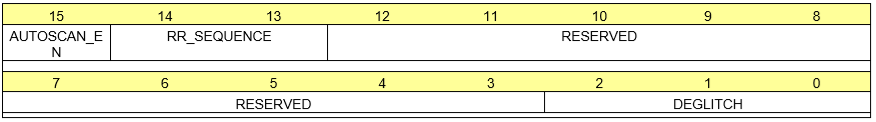 15 14 13 12 11 10 9 8
AUTOSCAN_E RR_SEQUENCE RESERVED
N
7 6 5 4 3 2 1 0
RESERVED DEGLITCH